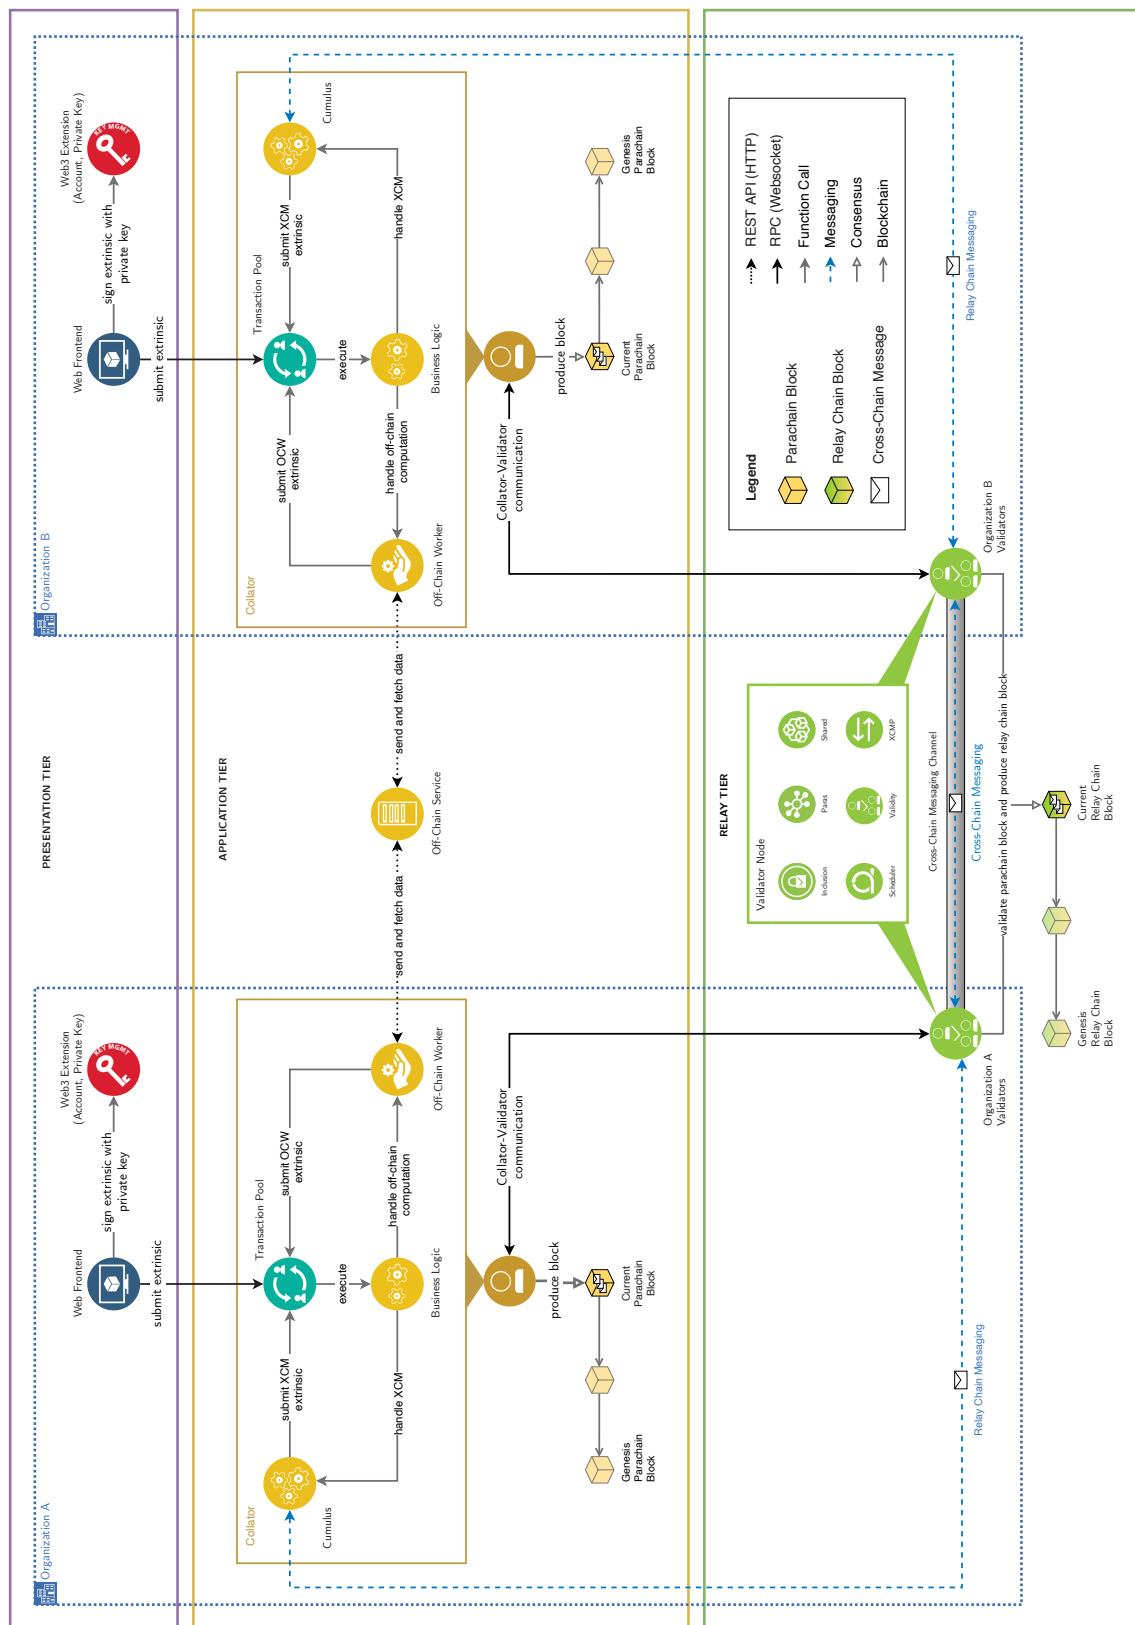 PRESENTATION TIER
Organization A
Web Frontend
sign extrinsic with
private key
Web3 Extension
(Account, Private Key)
KEY MGMT
submit extrinsic
Organization B
Web Frontend
sign extrinsic with
private key
Web3 Extension
(Account, Private Key)
KEY MGMT
submit extrinsic
APPLICATION TIER
Collator
Cumulus
submit XCM
extrinsic
Transaction Pool
submit OCW
extrinsic
execute
handle XCM
Business Logic
handle off-chain
computation
Off-Chain Worker
send and fetch data
Off-Chain Service
send and fetch data
Collator
Off-Chain Worker
submit OCW
extrinsic
Transaction Pool
submit XCM
extrinsic
Cumulus
execute
handle off-chain
computation
Business Logic
handle XCM
Collator-Validator
communication
produce block
Genesis
Parachain
Block
Current
Parachain
Block
Collator-Validator
communication
produce block
Current
Parachain
Block
Genesis
Parachain
Block
RELAY TIER
Validator Node
Inclusion
Paras
Shared
Scheduler
Validity
XCMP
Legend
Parachain Block
Relay Chain Block
Cross-Chain Message
REST API (HTTP)
RPC (Websocket)
Function Call
Messaging
Consensus
Blockchain
Relay Chain Messaging
Organization A
Validators
Cross-Chain Messaging Channel
Cross-Chain Messaging
Organization B
Validators
Relay Chain Messaging
validate parachain block and produce relay chain block
Genesis
Relay Chain
Block
Current
Relay Chain
Block